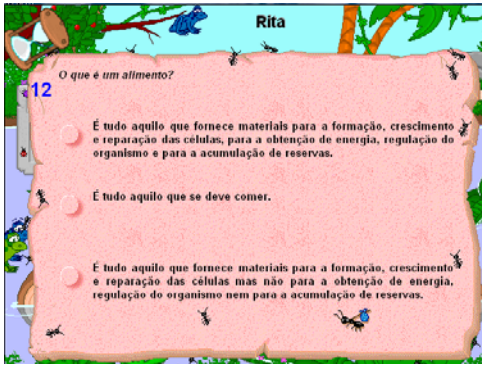 Rita
O que é um alimento?
12
É tudo aquilo que fornece materiais para a formação, crescimento
e reparação das células, para a obtenção de energia, regulação do
organismo e para a acumulação de reservas.
É tudo aquilo que se deve comer.
É tudo aquilo que fornece materiais para a formação, crescimento
e reparação das células mas não para a obtenção de energia,
regulação do organismo nem para a acumulação de reservas.